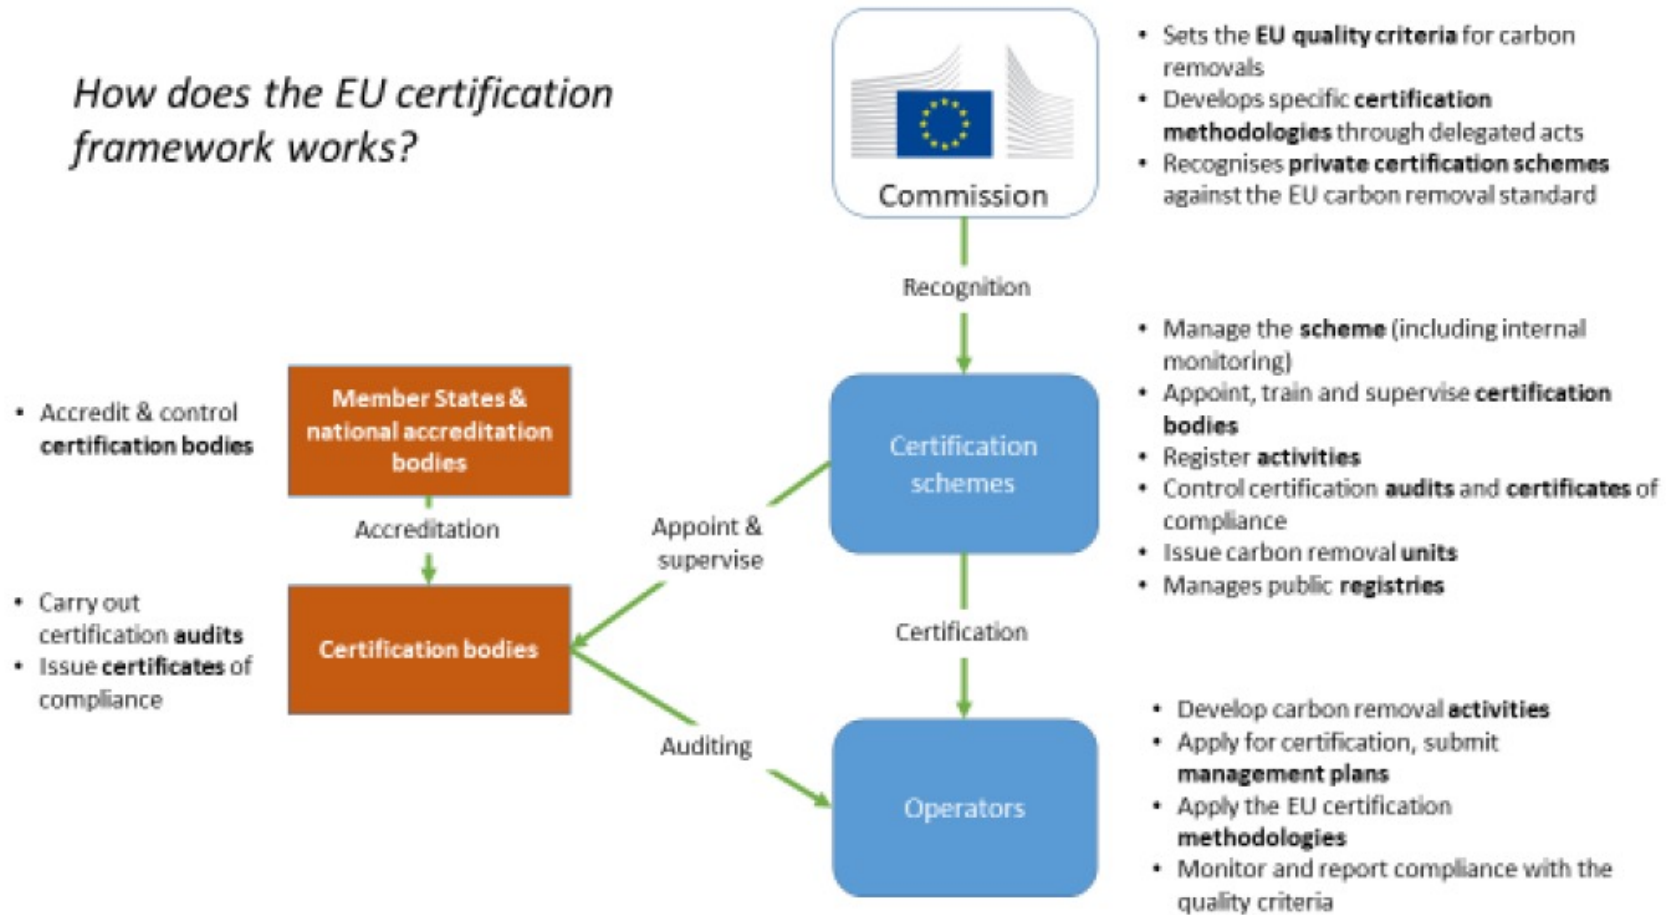 How does the EU certification
framework works?
Commission
• Sets the EU quality criteria for carbon
removals
• Develops specific certification
methodologies through delegated acts
• Recognises private certification schemes
against the EU carbon removal standard
Recognition
• Accredit & control
certification bodies
Member States &
national accreditation
bodies
Accreditation
• Carry out
certification audits
• Issue certificates of
compliance
Certification bodies
Appoint &
supervise
Certification
schemes
• Manage the scheme (including internal
monitoring)
• Appoint, train and supervise certification
bodies
• Register activities
• Control certification audits and certificates of
compliance
• Issue carbon removal units
• Manages public registries
Certification
Auditing
Operators
• Develop carbon removal activities
• Apply for certification, submit
management plans
• Apply the EU certification
methodologies
• Monitor and report compliance with the
quality criteria